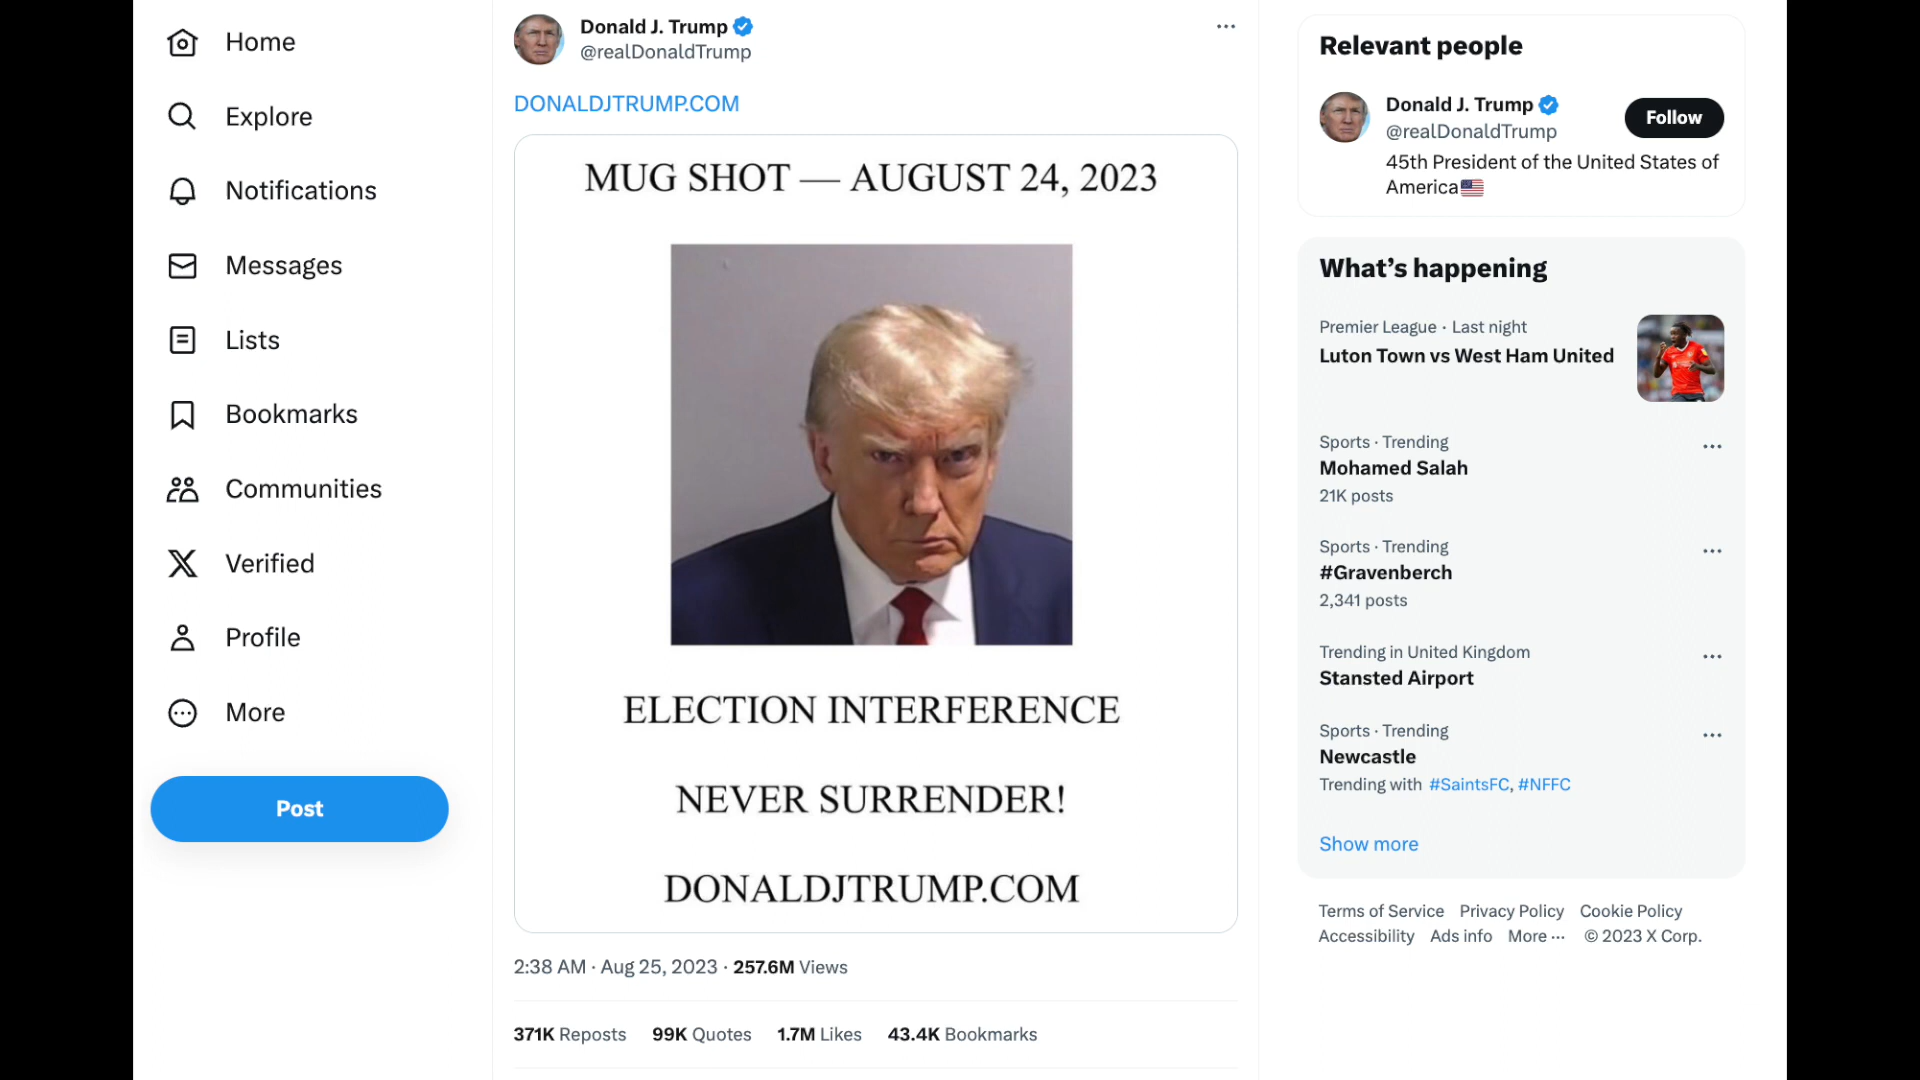 Home
Explore
Notifications
Messages
Lists
Bookmarks
Communities
Verified
Profile
More
Post
Donald J. Trump
@realDonaldTrump
DONALDJTRUMP.COM
MUG SHOT — AUGUST 24, 2023
ELECTION INTERFERENCE
NEVER SURRENDER!
DONALDJTRUMP.COM
2:38 AM · Aug 25, 2023 · 257.6M Views
371K Reposts 99K Quotes 1.7M Likes 43.4K Bookmarks
Relevant people
Donald J. Trump
@realDonaldTrump
Follow
45th President of the United States of
America🇺🇸
What’s happening
Premier League · Last night
Luton Town vs West Ham United
Sports · Trending
Mohamed Salah
21K posts
Sports · Trending
#Gravenberch
2,341 posts
Trending in United Kingdom
Stansted Airport
Sports · Trending
Newcastle
Trending with #SaintsFC, #NFFC
Show more
Terms of Service Privacy Policy Cookie Policy
Accessibility Ads info More ··· © 2023 X Corp.